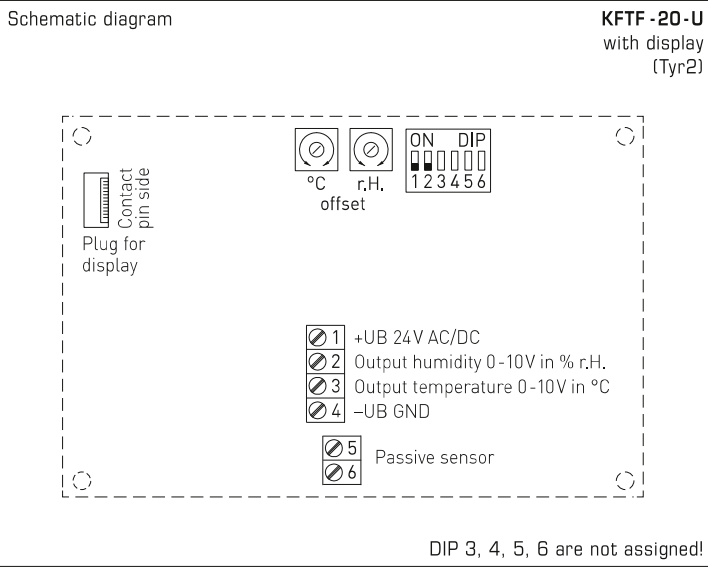 Schematic diagram
KFTF - 20 - U
with display
(Tyr2)
ON DIP
1 2 3 4 5 6
°C
r.H.
offset
Contact
pin side
Plug for
display
1 +UB 24V AC/DC
2 Output humidity 0-10V in % r.H.
3 Output temperature 0-10V in °C
4 –UB GND
5
Passive sensor
6
DIP 3, 4, 5, 6 are not assigned!